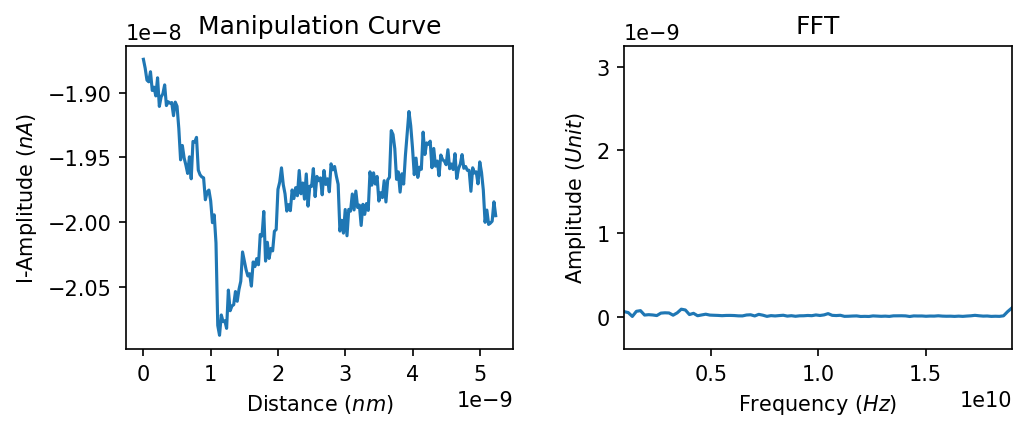 Manipulation Curve
1e−8
I-Amplitude (nA)
−1.90
−1.95
−2.00
−2.05
0 1 2 3 4 5
Distance (nm)
1e−9
FFT
1e−9
Amplitude (Unit)
3
2
1
0
0.5 1.0 1.5
Frequency (Hz)
1e10